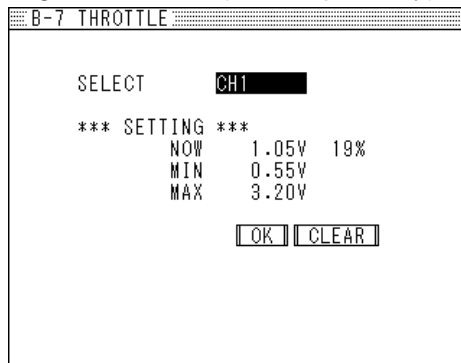 B-7 THROTTLE
SELECT CH1
*** SETTING ***
NOW 1.05V 19%
MIN 0.55V
MAX 3.20V
OK CLEAR